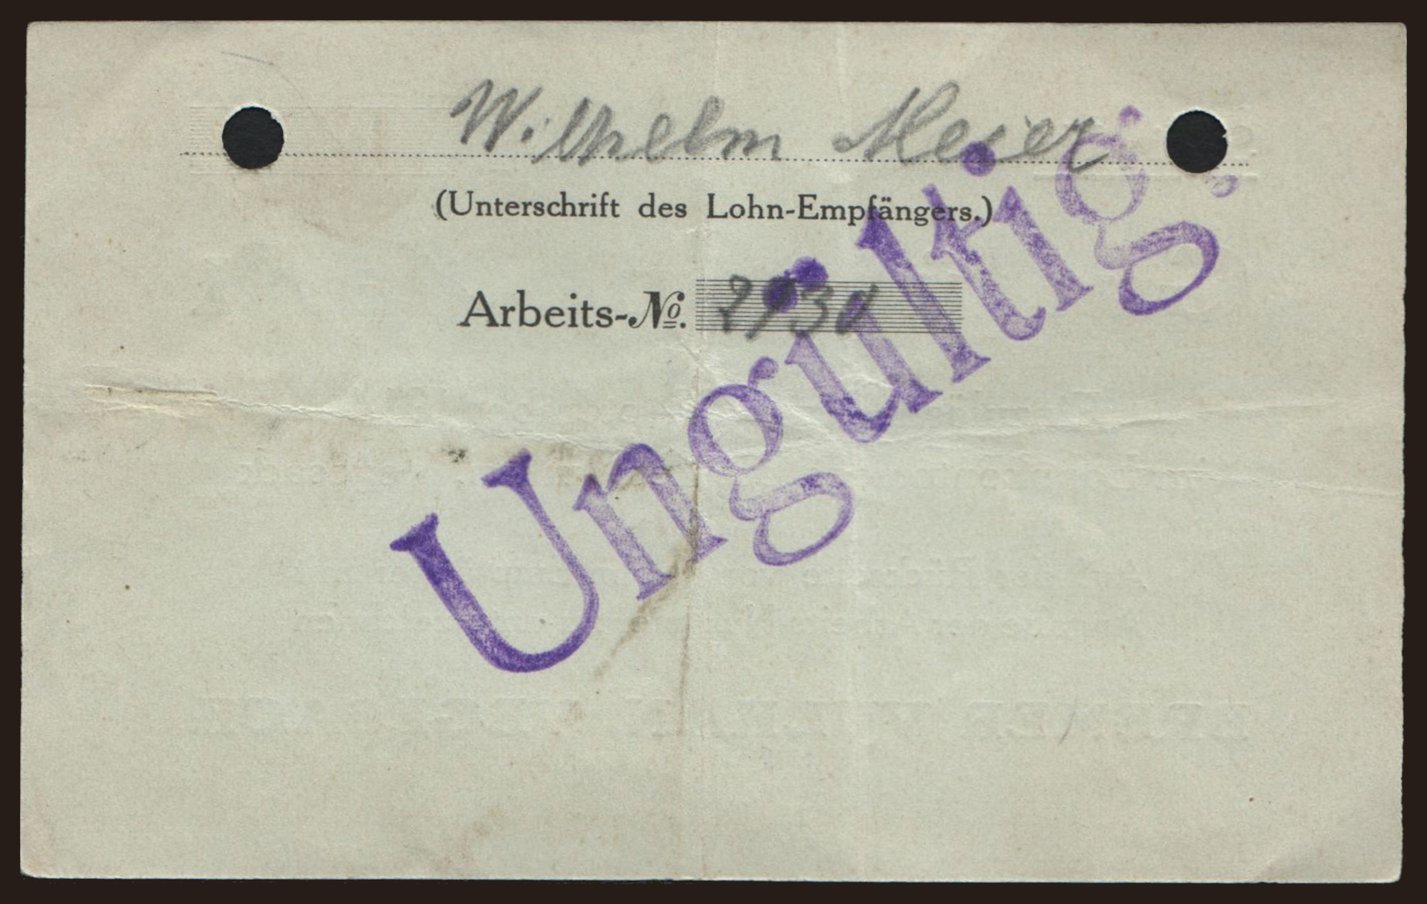 Wilhelm Meier
(Unterschrift des Lohn-Empfängers.)
Arbeits-№. 2930
Ungültig.